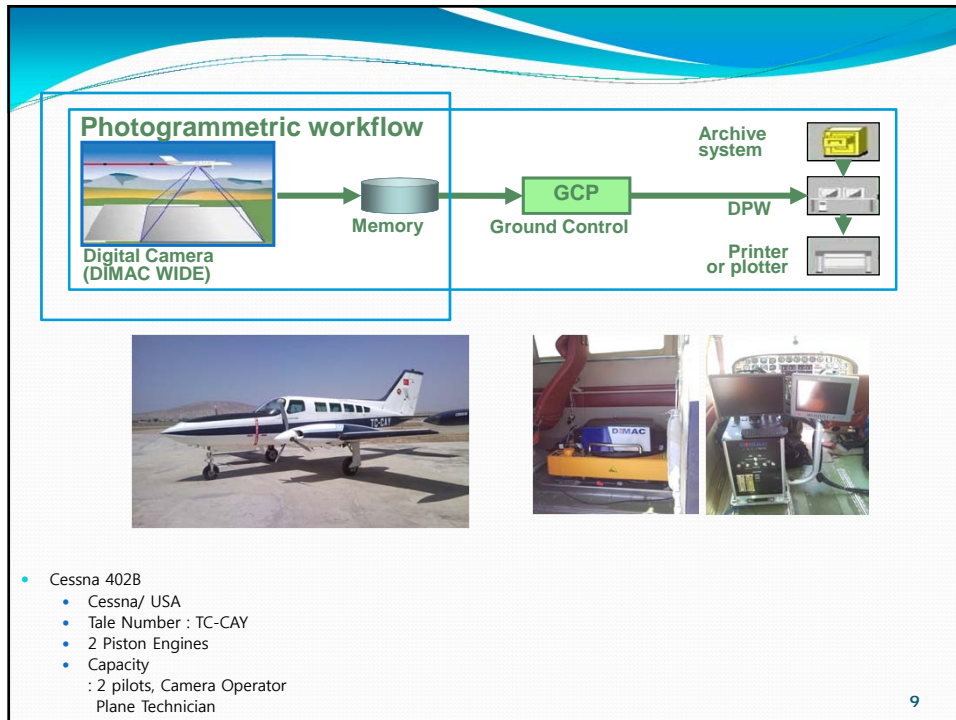 Photogrammetric workflow
Digital Camera
(DIMAC WIDE)
Memory
GCP
Ground Control
Archive
system
DPW
Printer
or plotter
TC-CAY
DIMAC
Cessna 402B
Cessna/ USA
Tale Number : TC-CAY
2 Piston Engines
Capacity
: 2 pilots, Camera Operator
Plane Technician
9